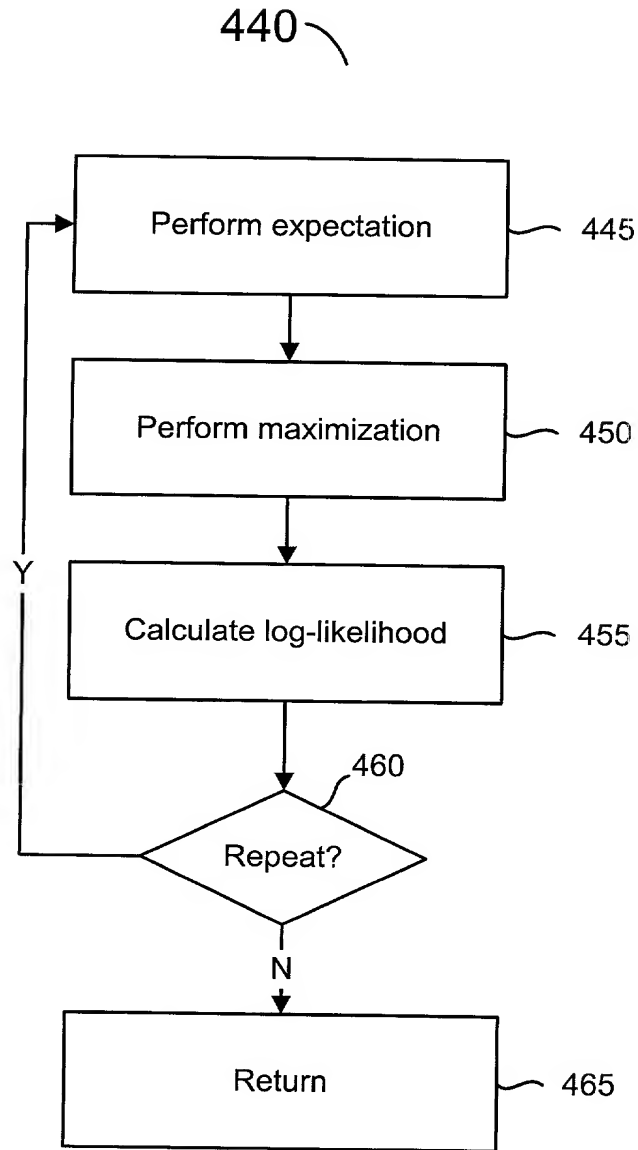 440
Perform expectation
445
Perform maximization
450
Y
Calculate log-likelihood
455
460
Repeat?
N
Return
465